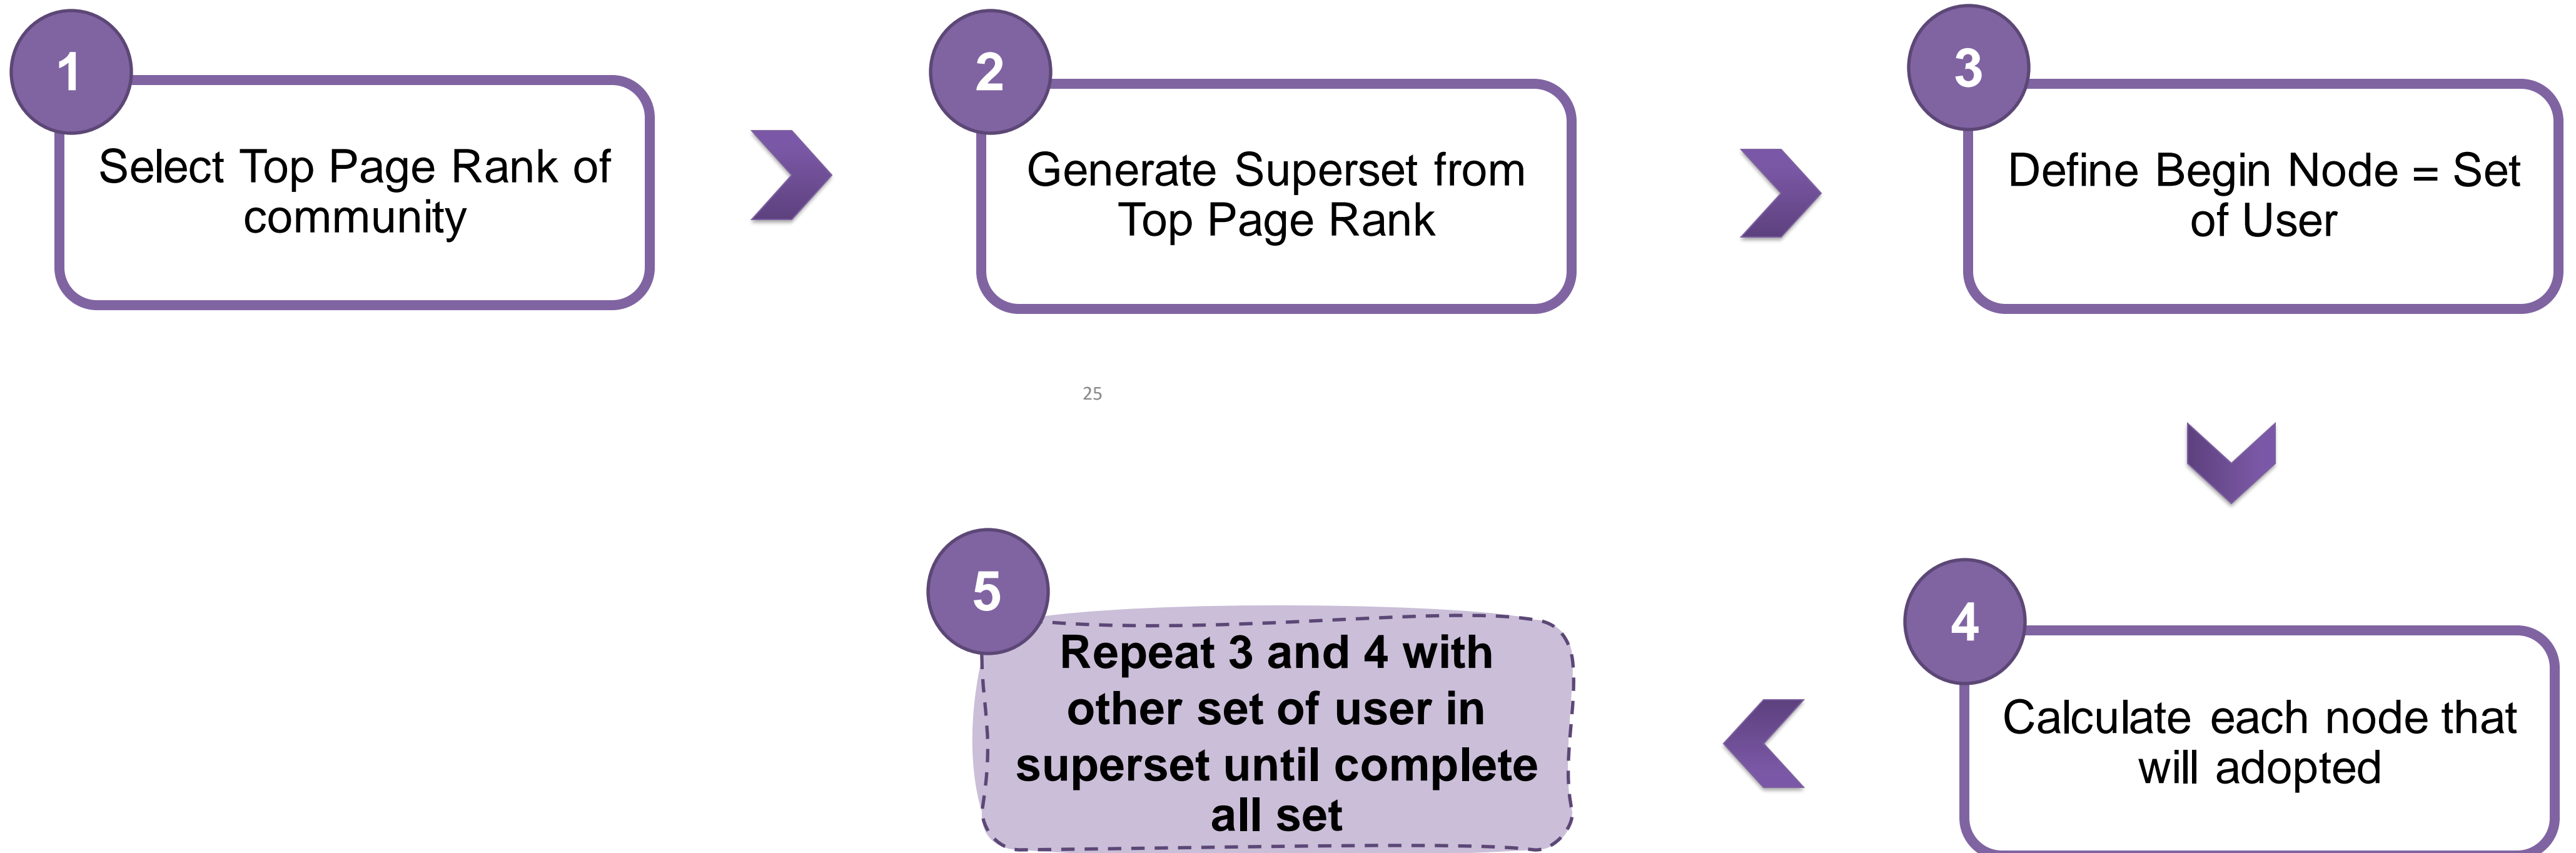 1
Select Top Page Rank of
community
2
Generate Superset from
Top Page Rank
3
Define Begin Node = Set
of User
25
4
Calculate each node that
will adopted
5
Repeat 3 and 4 with
other set of user in
superset until complete
all set